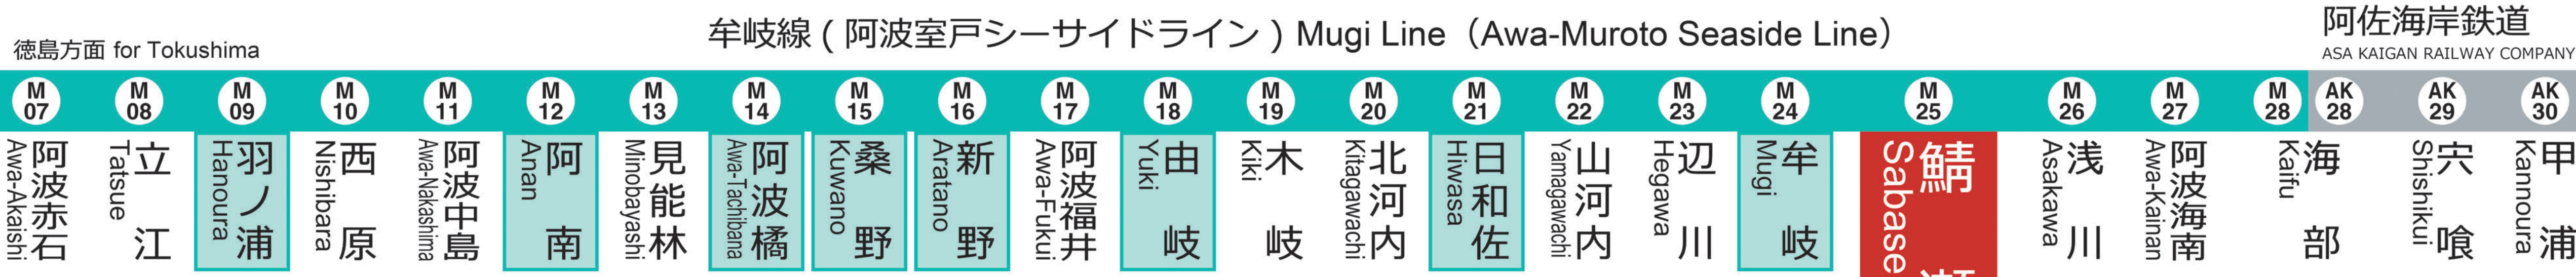 牟岐線 ( 阿波室戸シーサイドライン ) Mugi Line（Awa-Muroto Seaside Line）
徳島方面 for Tokushima
阿佐海岸鉄道
ASA KAIGAN RAILWAY COMPANY
M 07
阿波赤石
Awa-Akaishi
M 08
立江
Tatsue
M 09
羽ノ浦
Hanoura
M 10
西原
Nishibara
M 11
阿波中島
Awa-Nakashima
M 12
阿南
Anan
M 13
見能林
Minobayashi
M 14
阿波橘
Awa-Tachibana
M 15
桑野
Kuwano
M 16
新野
Aratano
M 17
阿波福井
Awa-Fukui
M 18
由岐
Yuki
M 19
木岐
Kiki
M 20
北河内
Kitagawachi
M 21
日和佐
Hiwasa
M 22
山河内
Yamagawachi
M 23
辺川
Hegawa
M 24
牟岐
Mugi
M 25
鯖
Sabase
M 26
浅川
Asakawa
M 27
阿波海南
Awa-Kainan
M 28
AK 28
海部
Kaifu
AK 29
宍喰
Shishikui
AK 30
甲浦
Kannoura